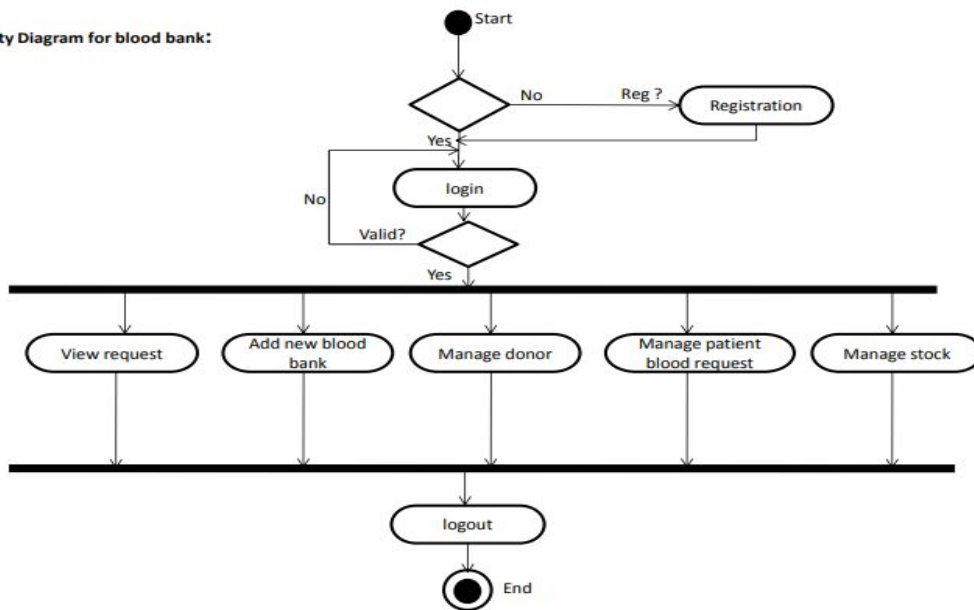 Start
ty Diagram for blood bank:
No
Reg ?
Registration
Yes
login
No
Valid?
Yes
View request
Add new blood
bank
Manage donor
Manage patient
blood request
Manage stock
logout
End